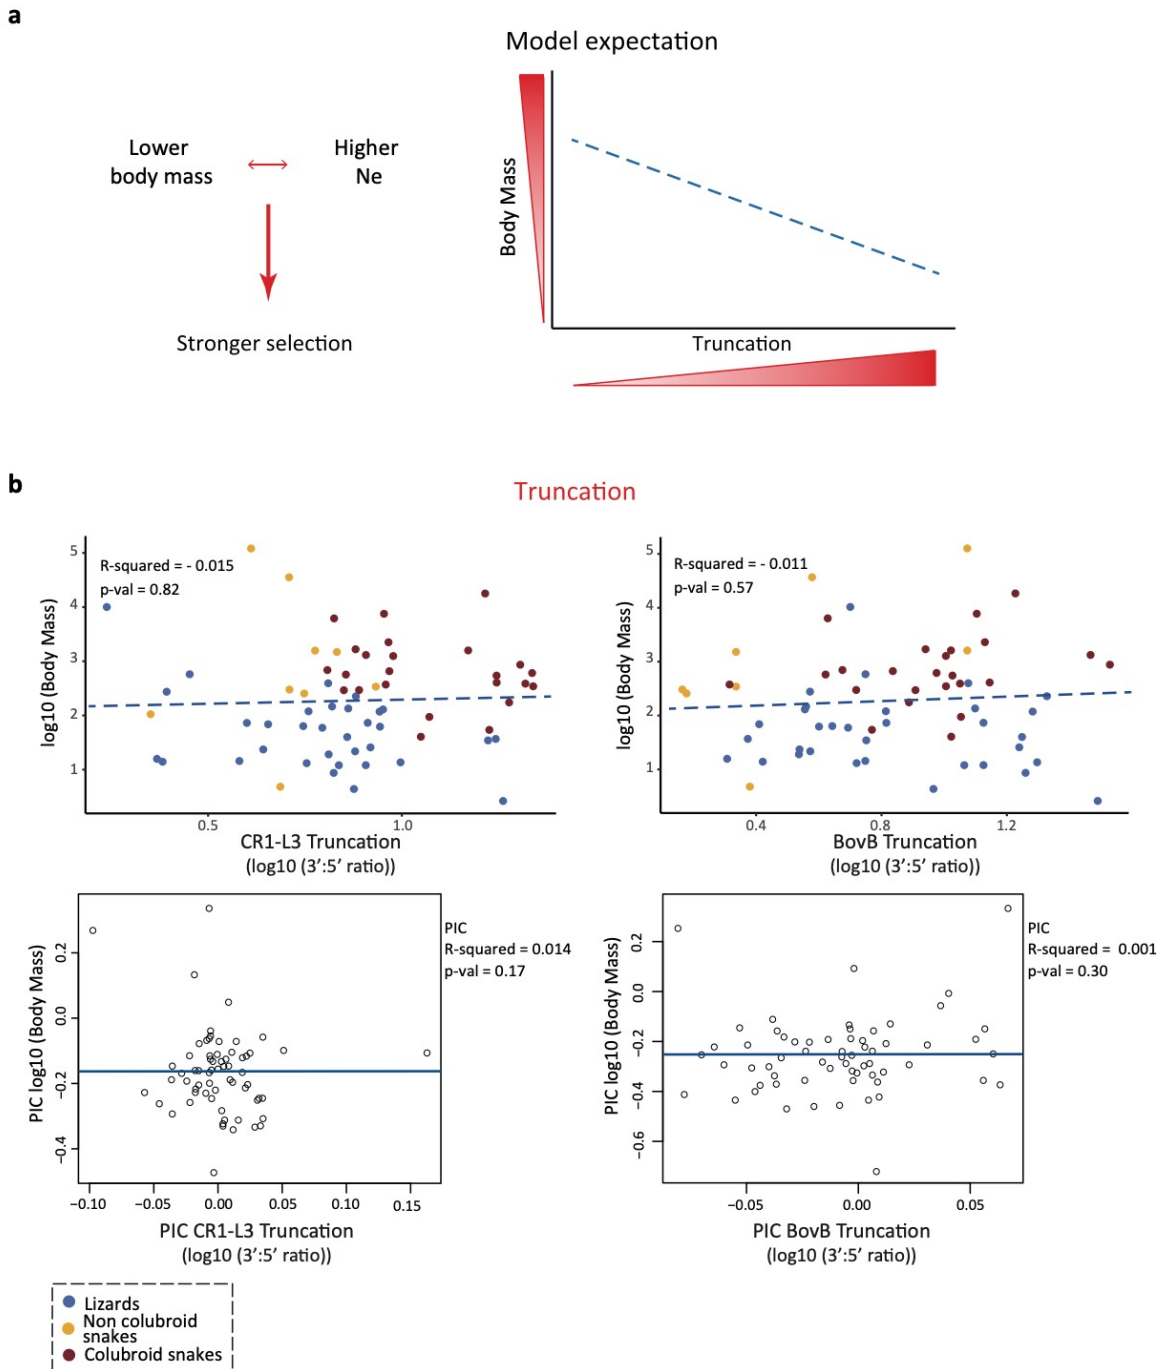 a
Model expectation
Lower
body mass
Higher
Ne
Stronger selection
Body Mass
Truncation
b
Truncation
R-squared = - 0.015
p-val = 0.82
log10 (Body Mass)
5
4
3
2
1
0.5
1.0
CR1-L3 Truncation
(log10 (3’:5’ ratio))
R-squared = - 0.011
p-val = 0.57
log10 (Body Mass)
5
4
3
2
1
0.4
0.8
1.2
BovB Truncation
(log10 (3’:5’ ratio))
PIC
R-squared = 0.014
p-val = 0.17
PIC log10 (Body Mass)
0.2
0.0
−0.2
−0.4
−0.10
−0.05
0.00
0.05
0.10
0.15
PIC CR1-L3 Truncation
(log10 (3’:5’ ratio))
PIC
R-squared = 0.001
p-val = 0.30
PIC log10 (Body Mass)
0.2
0.0
−0.2
−0.4
−0.6
−0.05
0.00
0.05
PIC BovB Truncation
(log10 (3’:5’ ratio))
Lizards
Non colubroid
snakes
Colubroid snakes